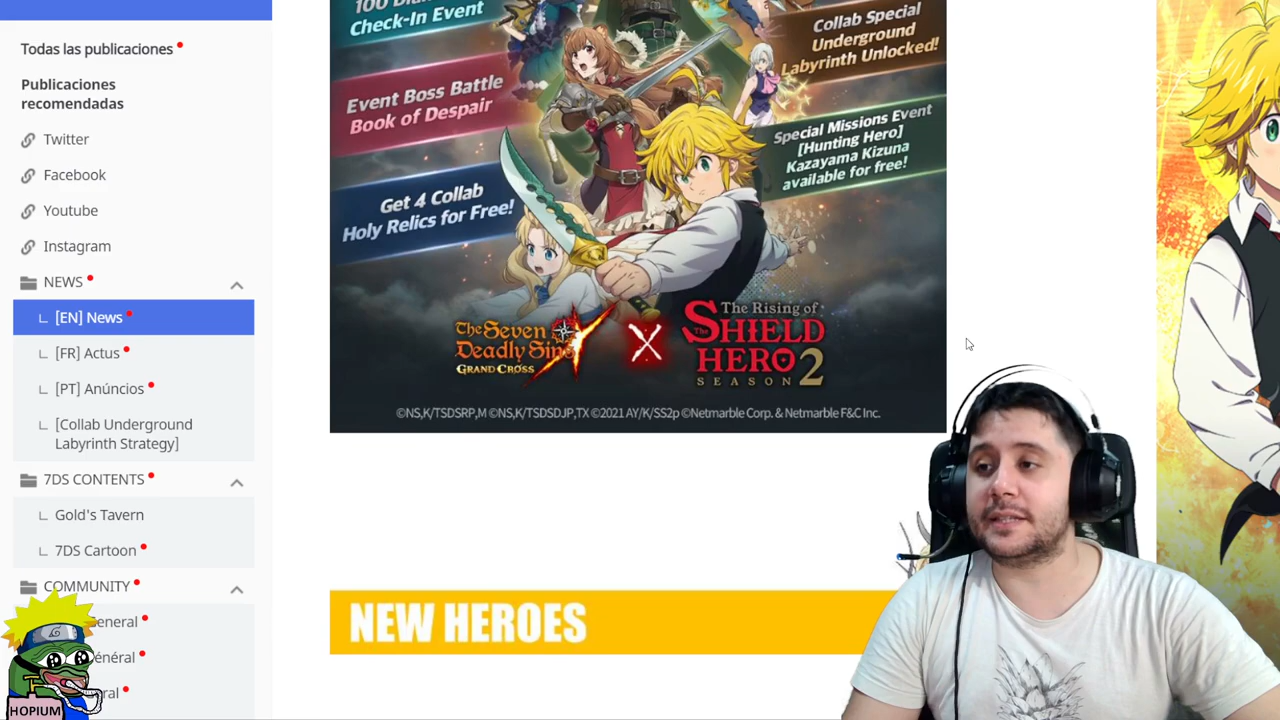 Todas las publicaciones
Publicaciones
recomendadas
Twitter
Facebook
Youtube
Instagram
NEWS
[EN] News
[FR] Actus
[PT] Anúncios
[Collab Underground
Labyrinth Strategy]
7DS CONTENTS
Gold's Tavern
7DS Cartoon
COMMUNITY
eneral
énéral
ral
HOPIUM
Check-In Event
Event Boss Battle
Book of Despair
Get 4 Collab
Holy Relics for Free!
Collab Special
Underground
Labyrinth Unlocked!
Special Missions Event
[Hunting Hero]
Kazayama Kizuna
available for free!
The Seven
Deadly Sins
GRAND CROSS
X
The Rising of
The SHIELD
HERO 2
SEASON
©NS,K/TSDSRP,M ©NS,K/TSDSDJP,TX ©2021 AY/K/SS2p ©Netmarble Corp. & Netmarble F&C Inc.
NEW HEROES